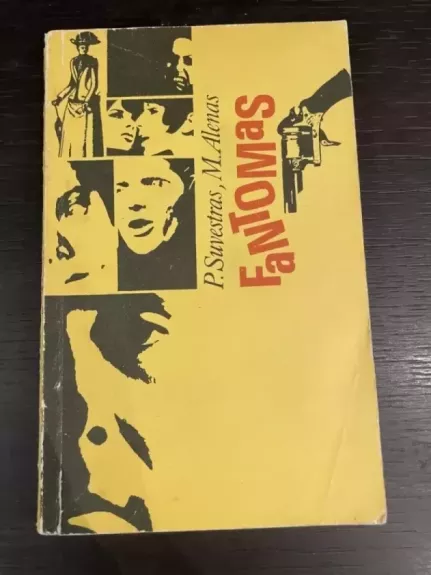 P. Suvestras, M. Alenas
FaNTOMaS